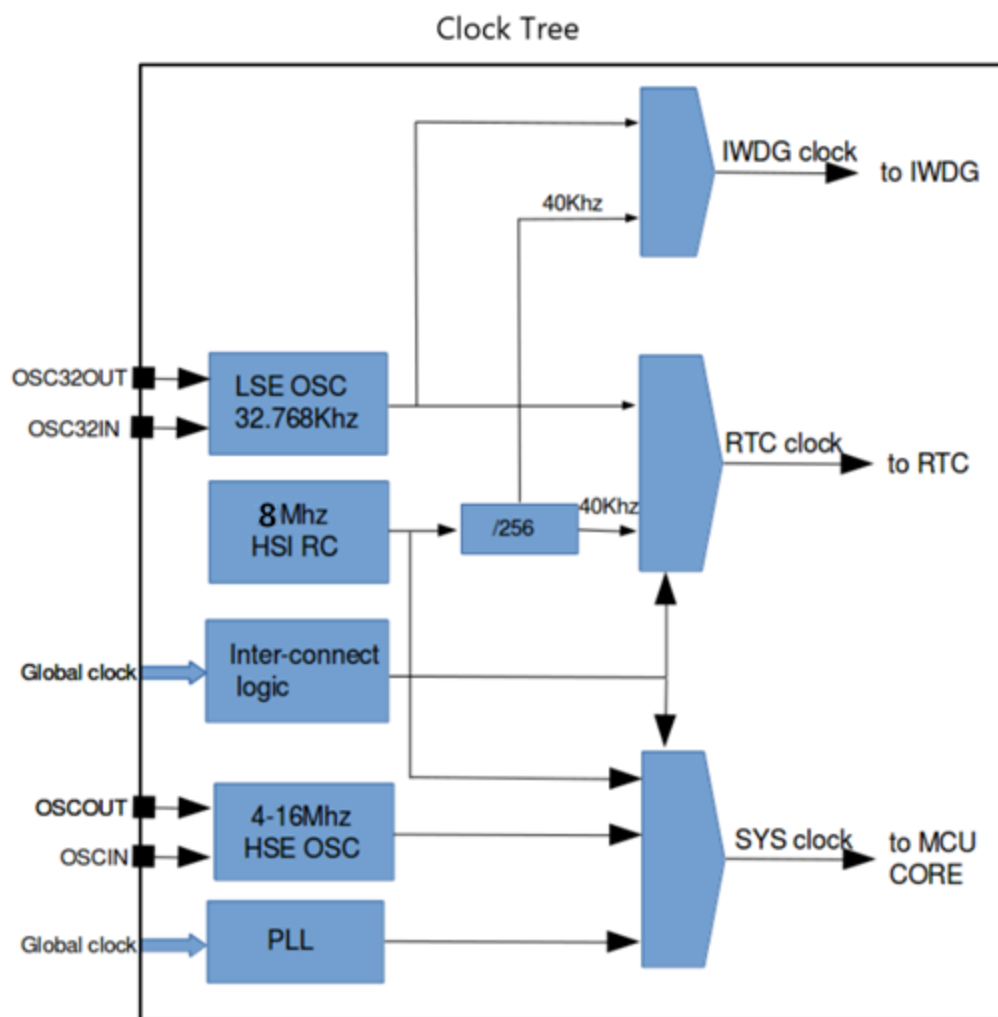 Clock Tree
IWDG clock
to IWDG
40Khz
OSC32OUT
OSC32IN
LSE OSC
32.768Khz
RTC clock
to RTC
8Mhz
HSI RC
/256
40Khz
Global clock
Inter-connect
logic
OSCOUT
OSCIN
4-16Mhz
HSE OSC
SYS clock
to MCU
CORE
Global clock
PLL